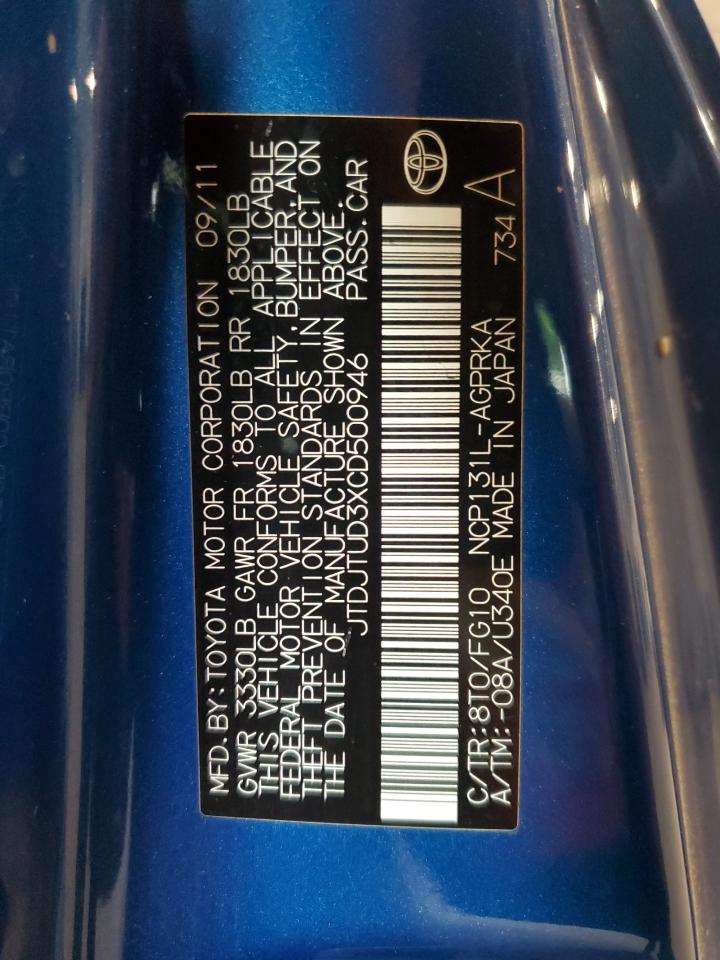 MFD.BY:TOYOTA MOTOR CORPORATION 09/11
GVWR 3330LB GAWR FR 1830LB RR 1830LB
THIS VEHICLE CONFORMS TO ALL APPLICABLE
FEDERAL MOTOR VEHICLE SAFETY,BUMPER,AND
THEFT PREVENTION STANDARDS IN EFFECT ON
THE DATE OF MANUFACTURE SHOWN ABOVE.
JTDJTUD3XCD500946 PASS.CAR
C/TR:8T0/FG10 NCP131L-AGPRKA
A/TM:-08A/U340E MADE IN JAPAN 734 A